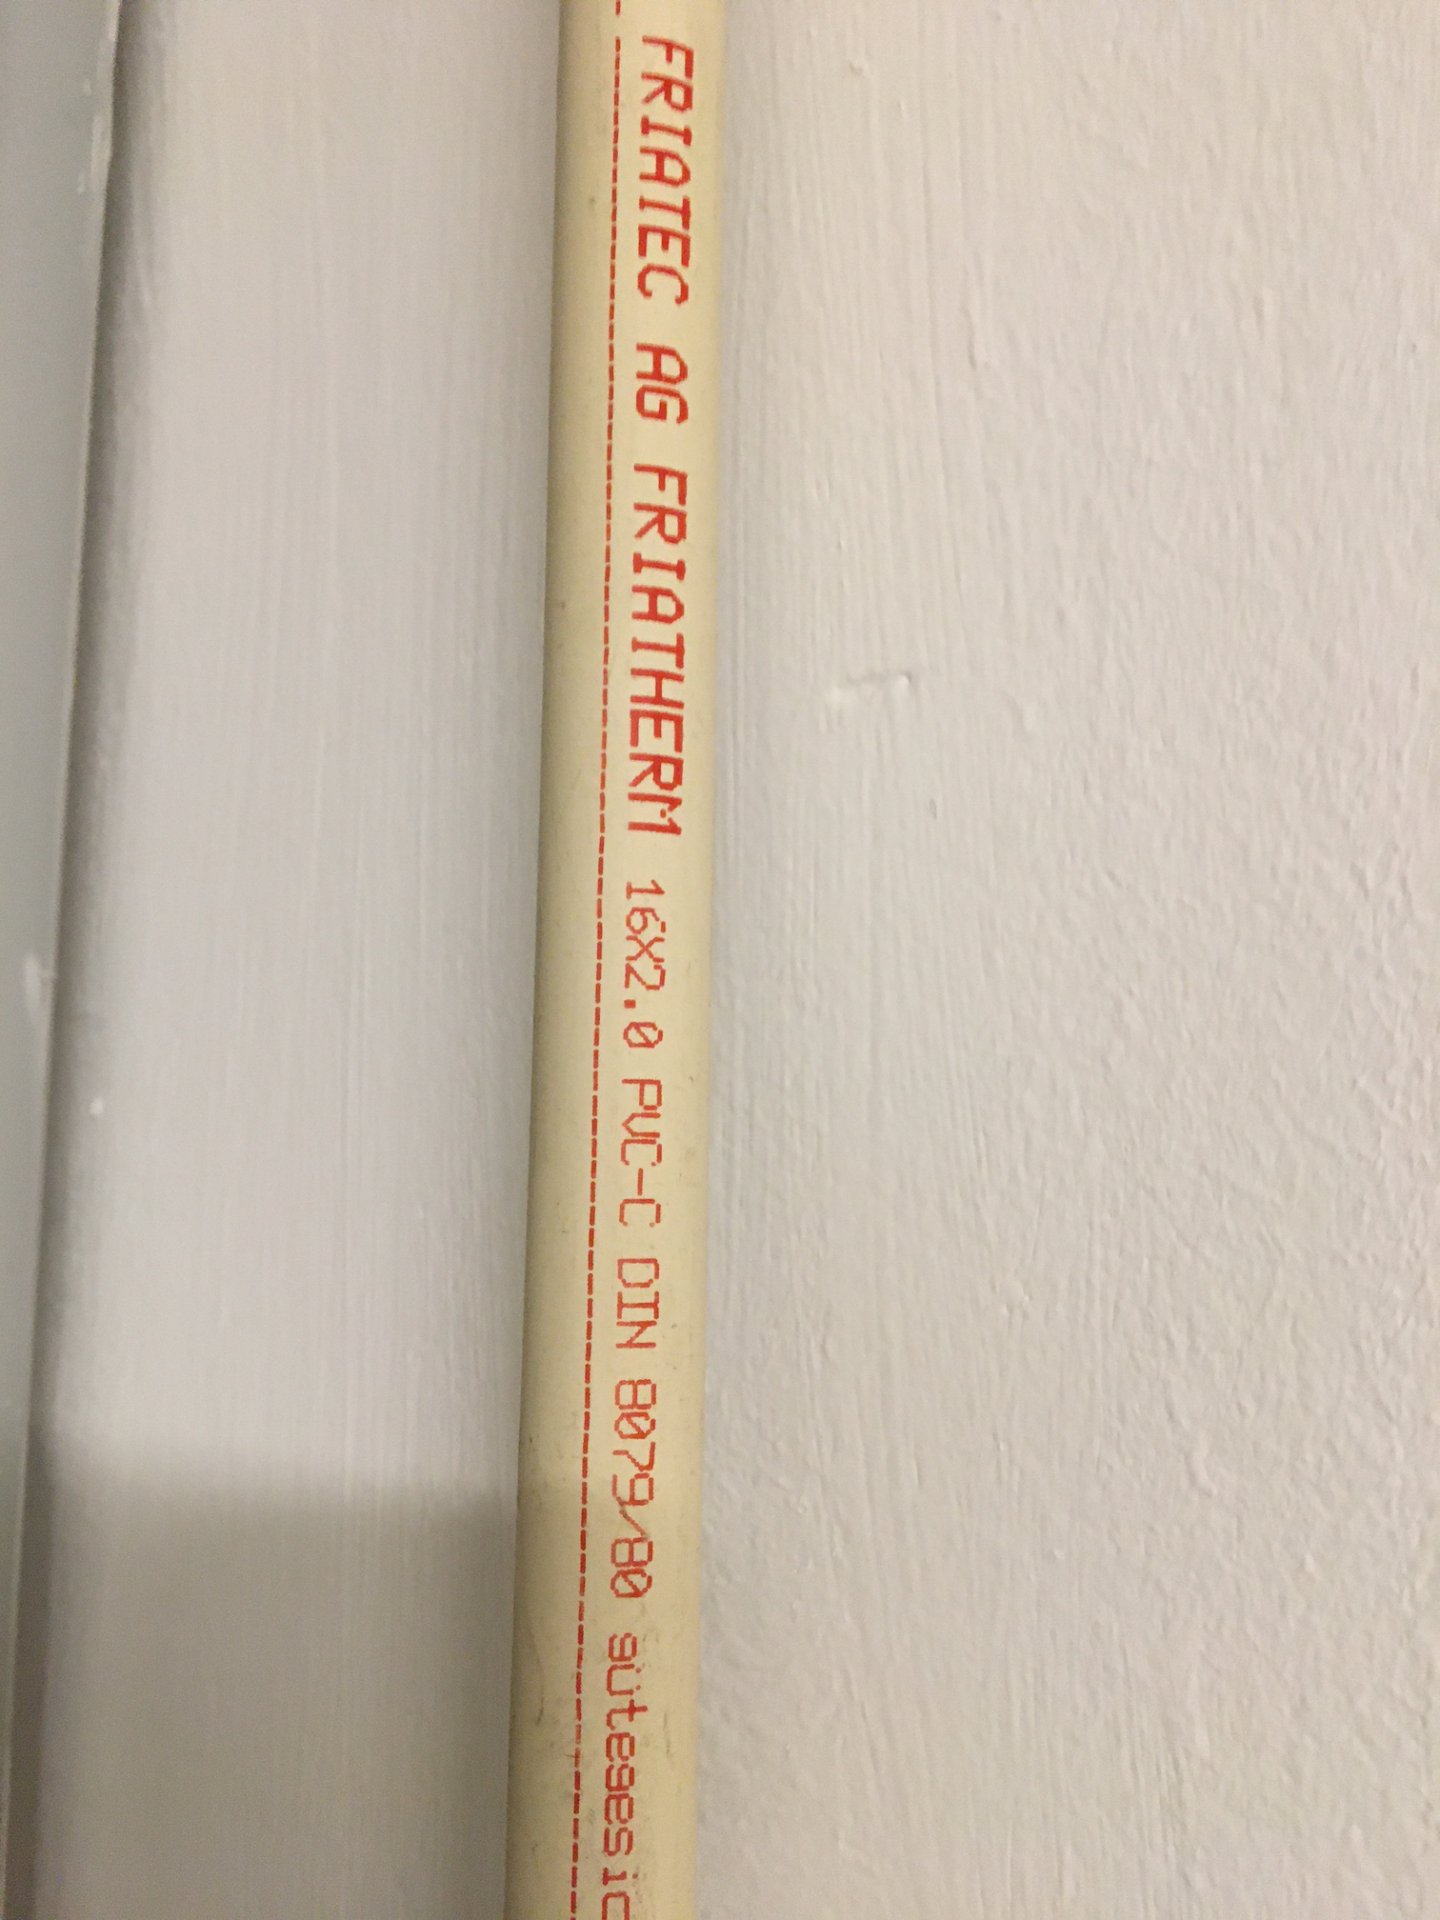 FRIATEC AG FRIATHERM 16X2.0 PVC-C DIN 8079/80